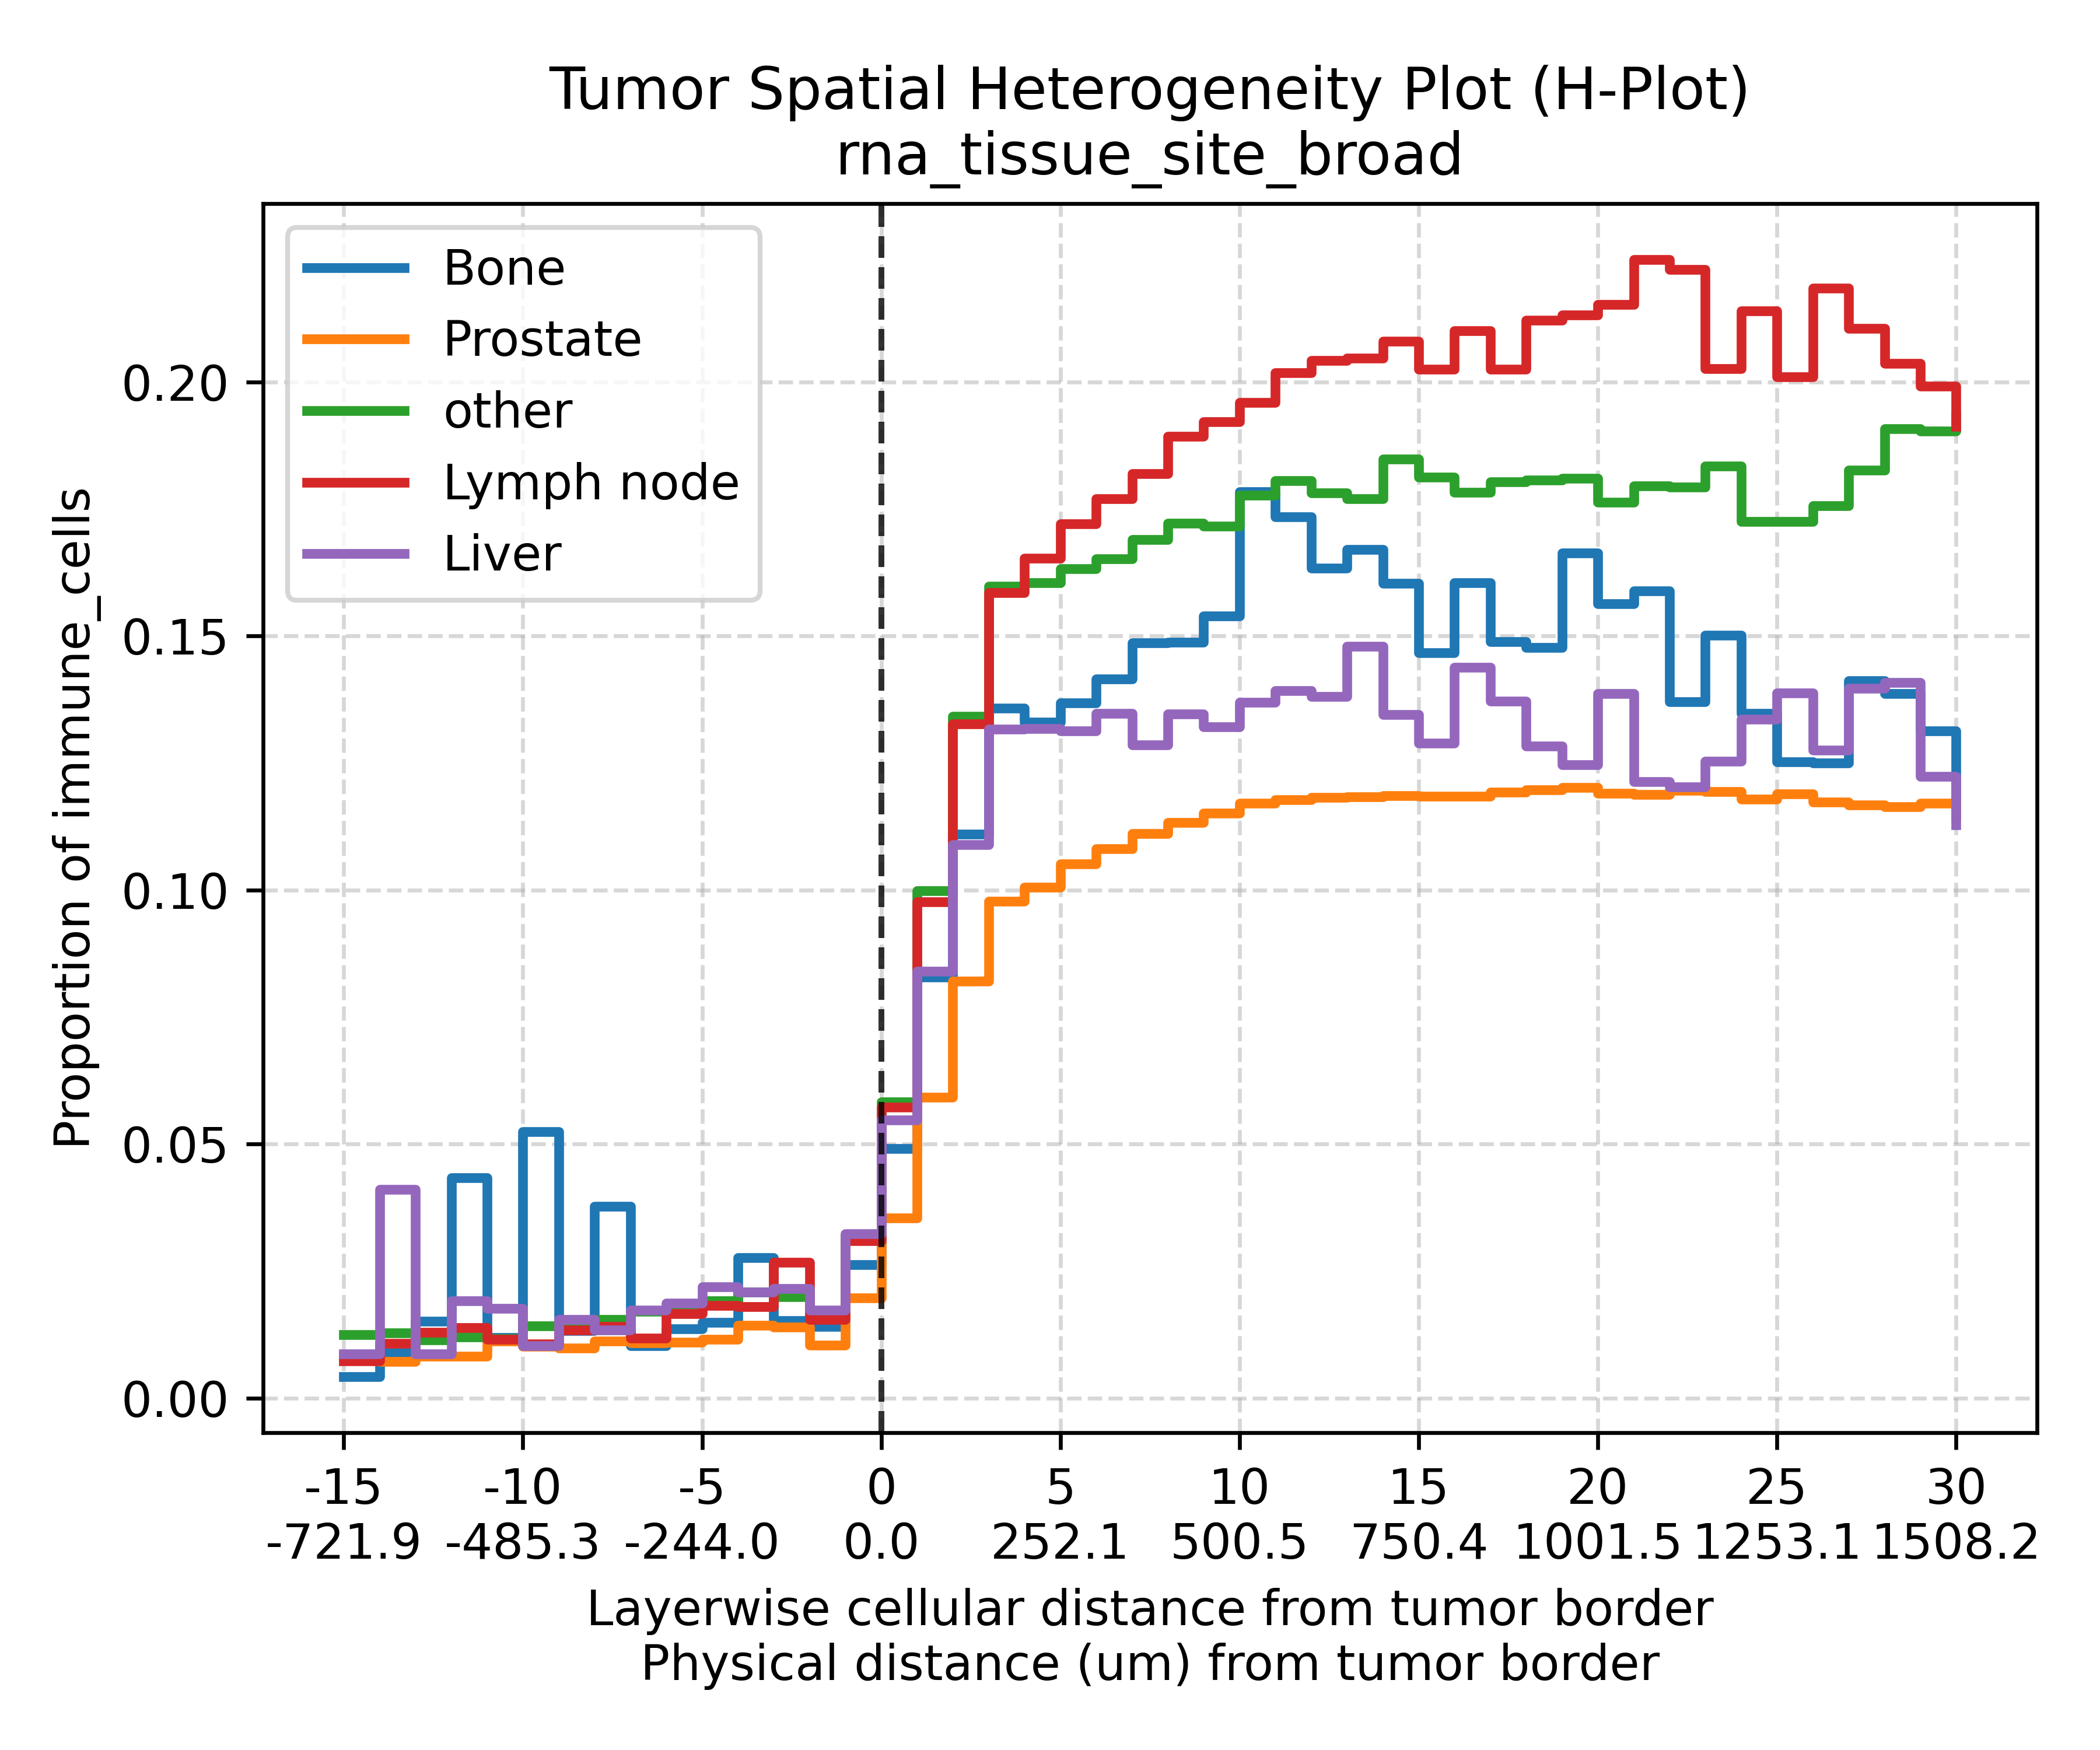 Tumor Spatial Heterogeneity Plot (H-Plot)
rna_tissue_site_broad
Bone
Prostate
other
Lymph node
Liver
Proportion of immune_cells
0.20
0.15
0.10
0.05
0.00
-15 -10 -5 0 5 10 15 20 25 30
-721.9 -485.3 -244.0 0.0 252.1 500.5 750.4 1001.5 1253.1 1508.2
Layerwise cellular distance from tumor border
Physical distance (um) from tumor border